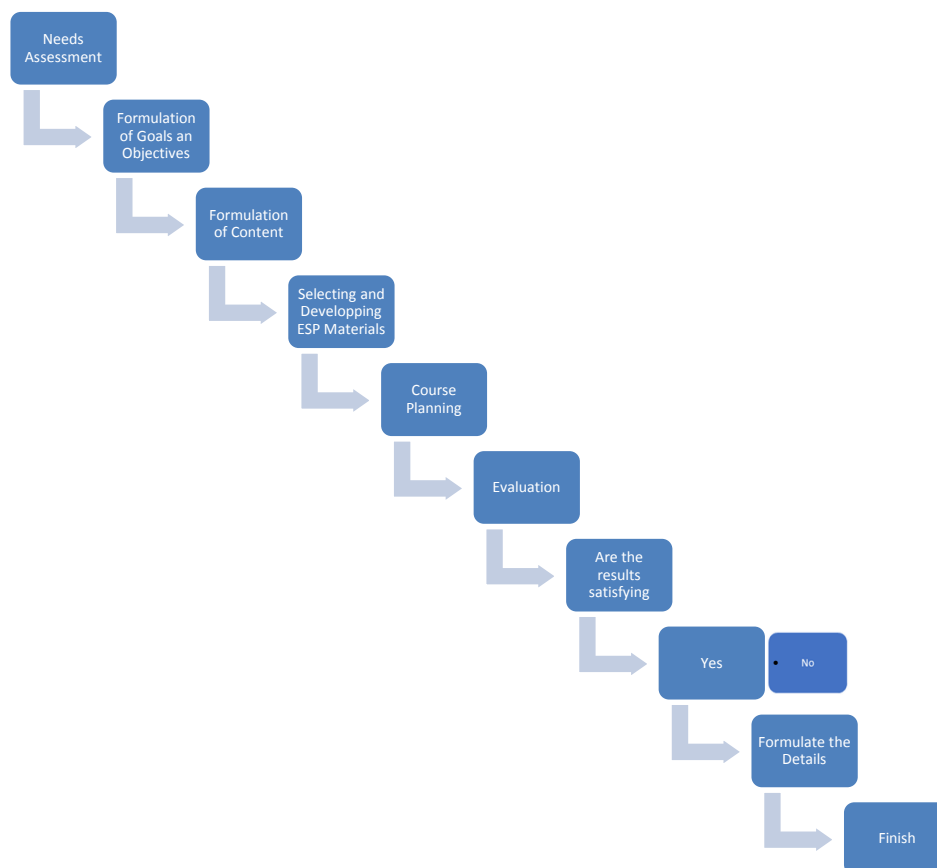 Needs
Assessment
Formulation
of Goals an
Objectives
Formulation
of Content
Selecting and
Developping
ESP Materials
Course
Planning
Evaluation
Are the
results
satisfying
Yes
• No
Formulate the
Details
Finish